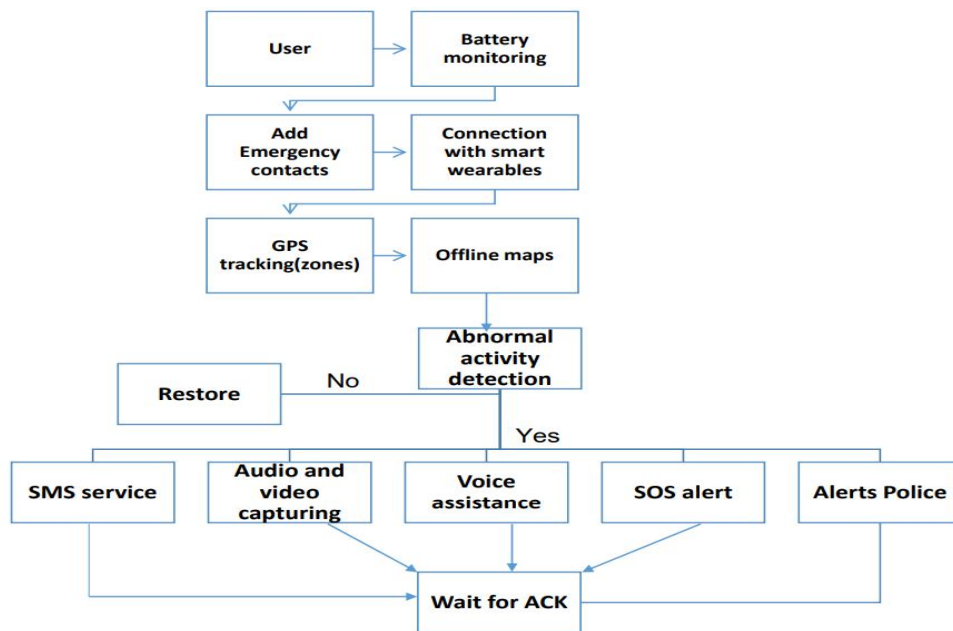 User
Battery
monitoring
Add
Emergency
contacts
Connection
with smart
wearables
GPS
tracking(zones)
Offline maps
Abnormal
activity
detection
No
Restore
Yes
SMS service
Audio and
video
capturing
Voice
assistance
SOS alert
Alerts Police
Wait for ACK